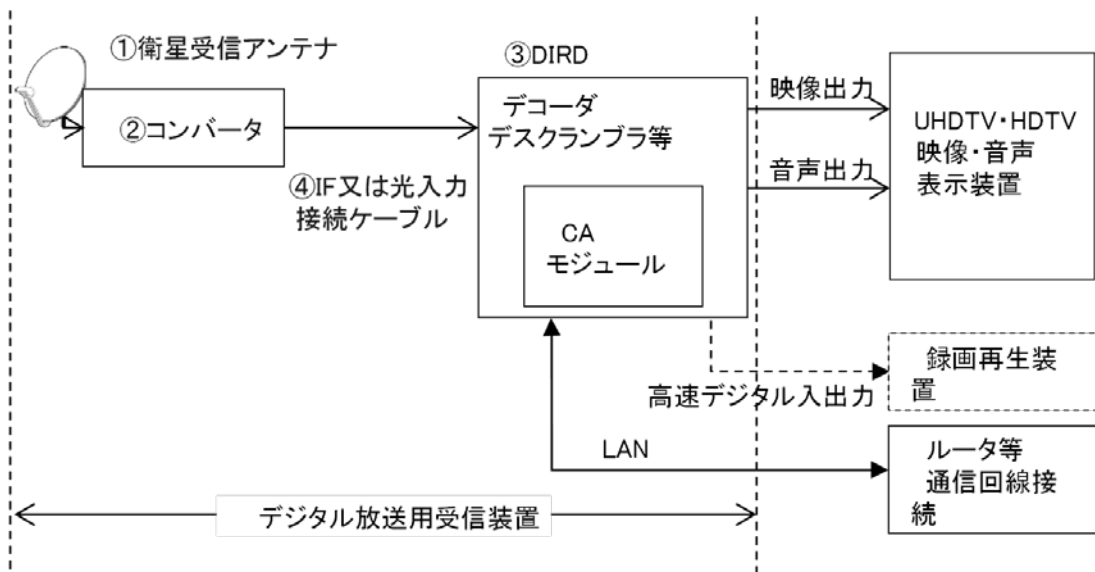 ①衛星受信アンテナ
②コンバータ
③DIRD
デコーダ
デスクランブラ等
④IF又は光入力
接続ケーブル
CA
モジュール
映像出力
音声出力
UHDTV・HDTV
映像・音声
表示装置
録画再生装
置
高速デジタル入出力
LAN
ルータ等
通信回線接
続
デジタル放送用受信装置